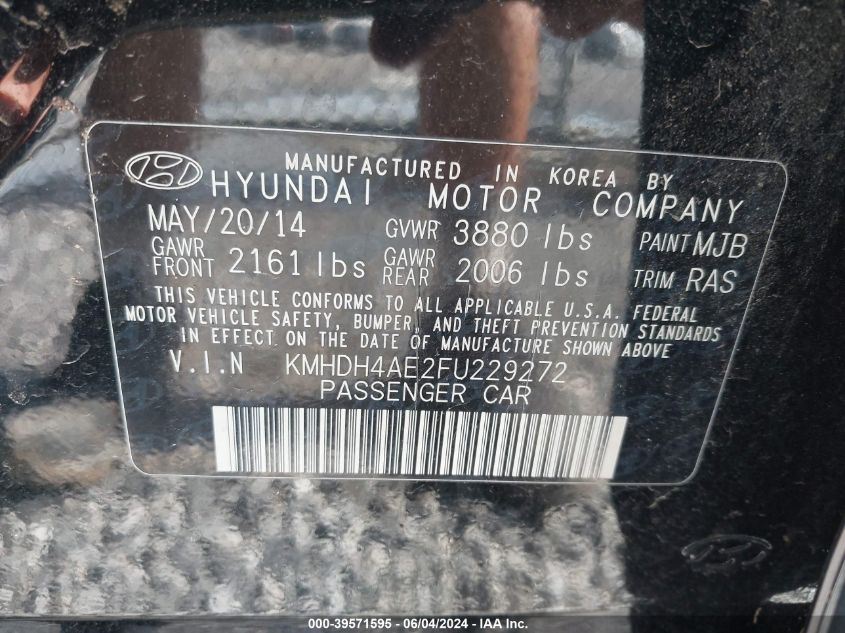 MANUFACTURED IN KOREA BY
HYUNDAI MOTOR COMPANY
MAY/20/14 GVWR 3880 lbs PAINT MJB
GAWR FRONT 2161 lbs GAWR REAR 2006 lbs TRIM RAS
THIS VEHICLE CONFORMS TO ALL APPLICABLE U.S.A. FEDERAL
MOTOR VEHICLE SAFETY, BUMPER, AND THEFT PREVENTION STANDARDS
IN EFFECT ON THE DATE OF MANUFACTURE SHOWN ABOVE
V.I.N KMHDH4AE2FU229272
PASSENGER CAR
000-39571595 - 06/04/2024 - IAA Inc.